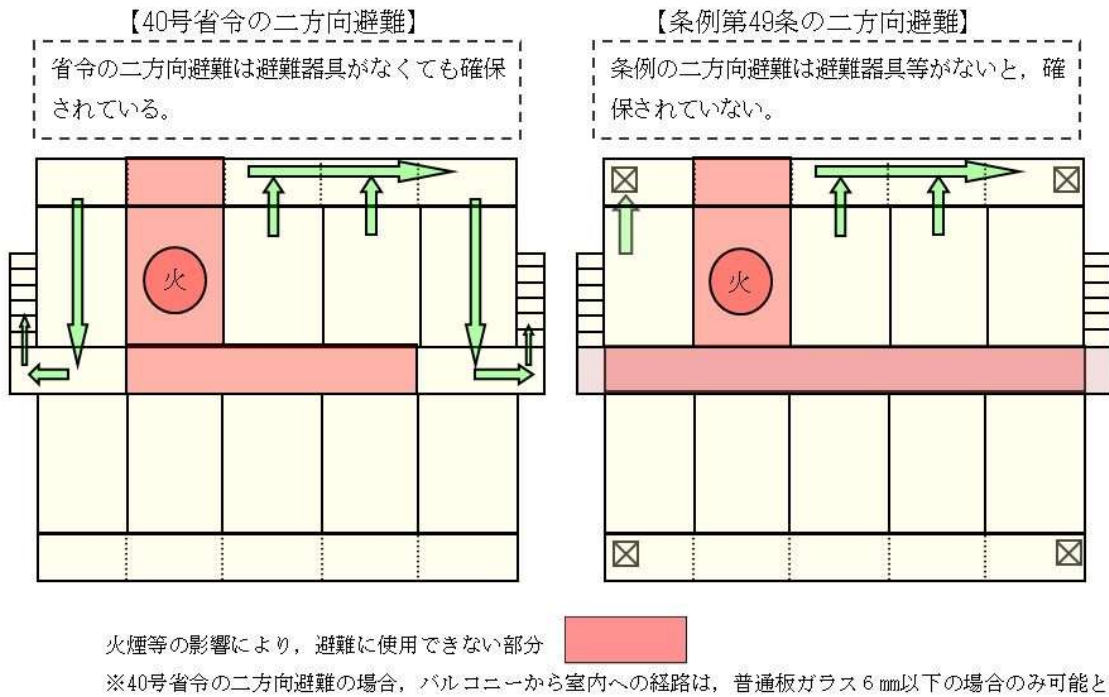 【40号省令の二方向避難】
【条例第49条の二方向避難】
省令の二方向避難は避難器具がなくても確保
されている。
条例の二方向避難は避難器具等がないと，確
保されていない。
火
火
火煙等の影響により，避難に使用できない部分
※40号省令の二方向避難の場合，バルコニーから室内への経路は，普通板ガラス６㎜以下の場合のみ可能と